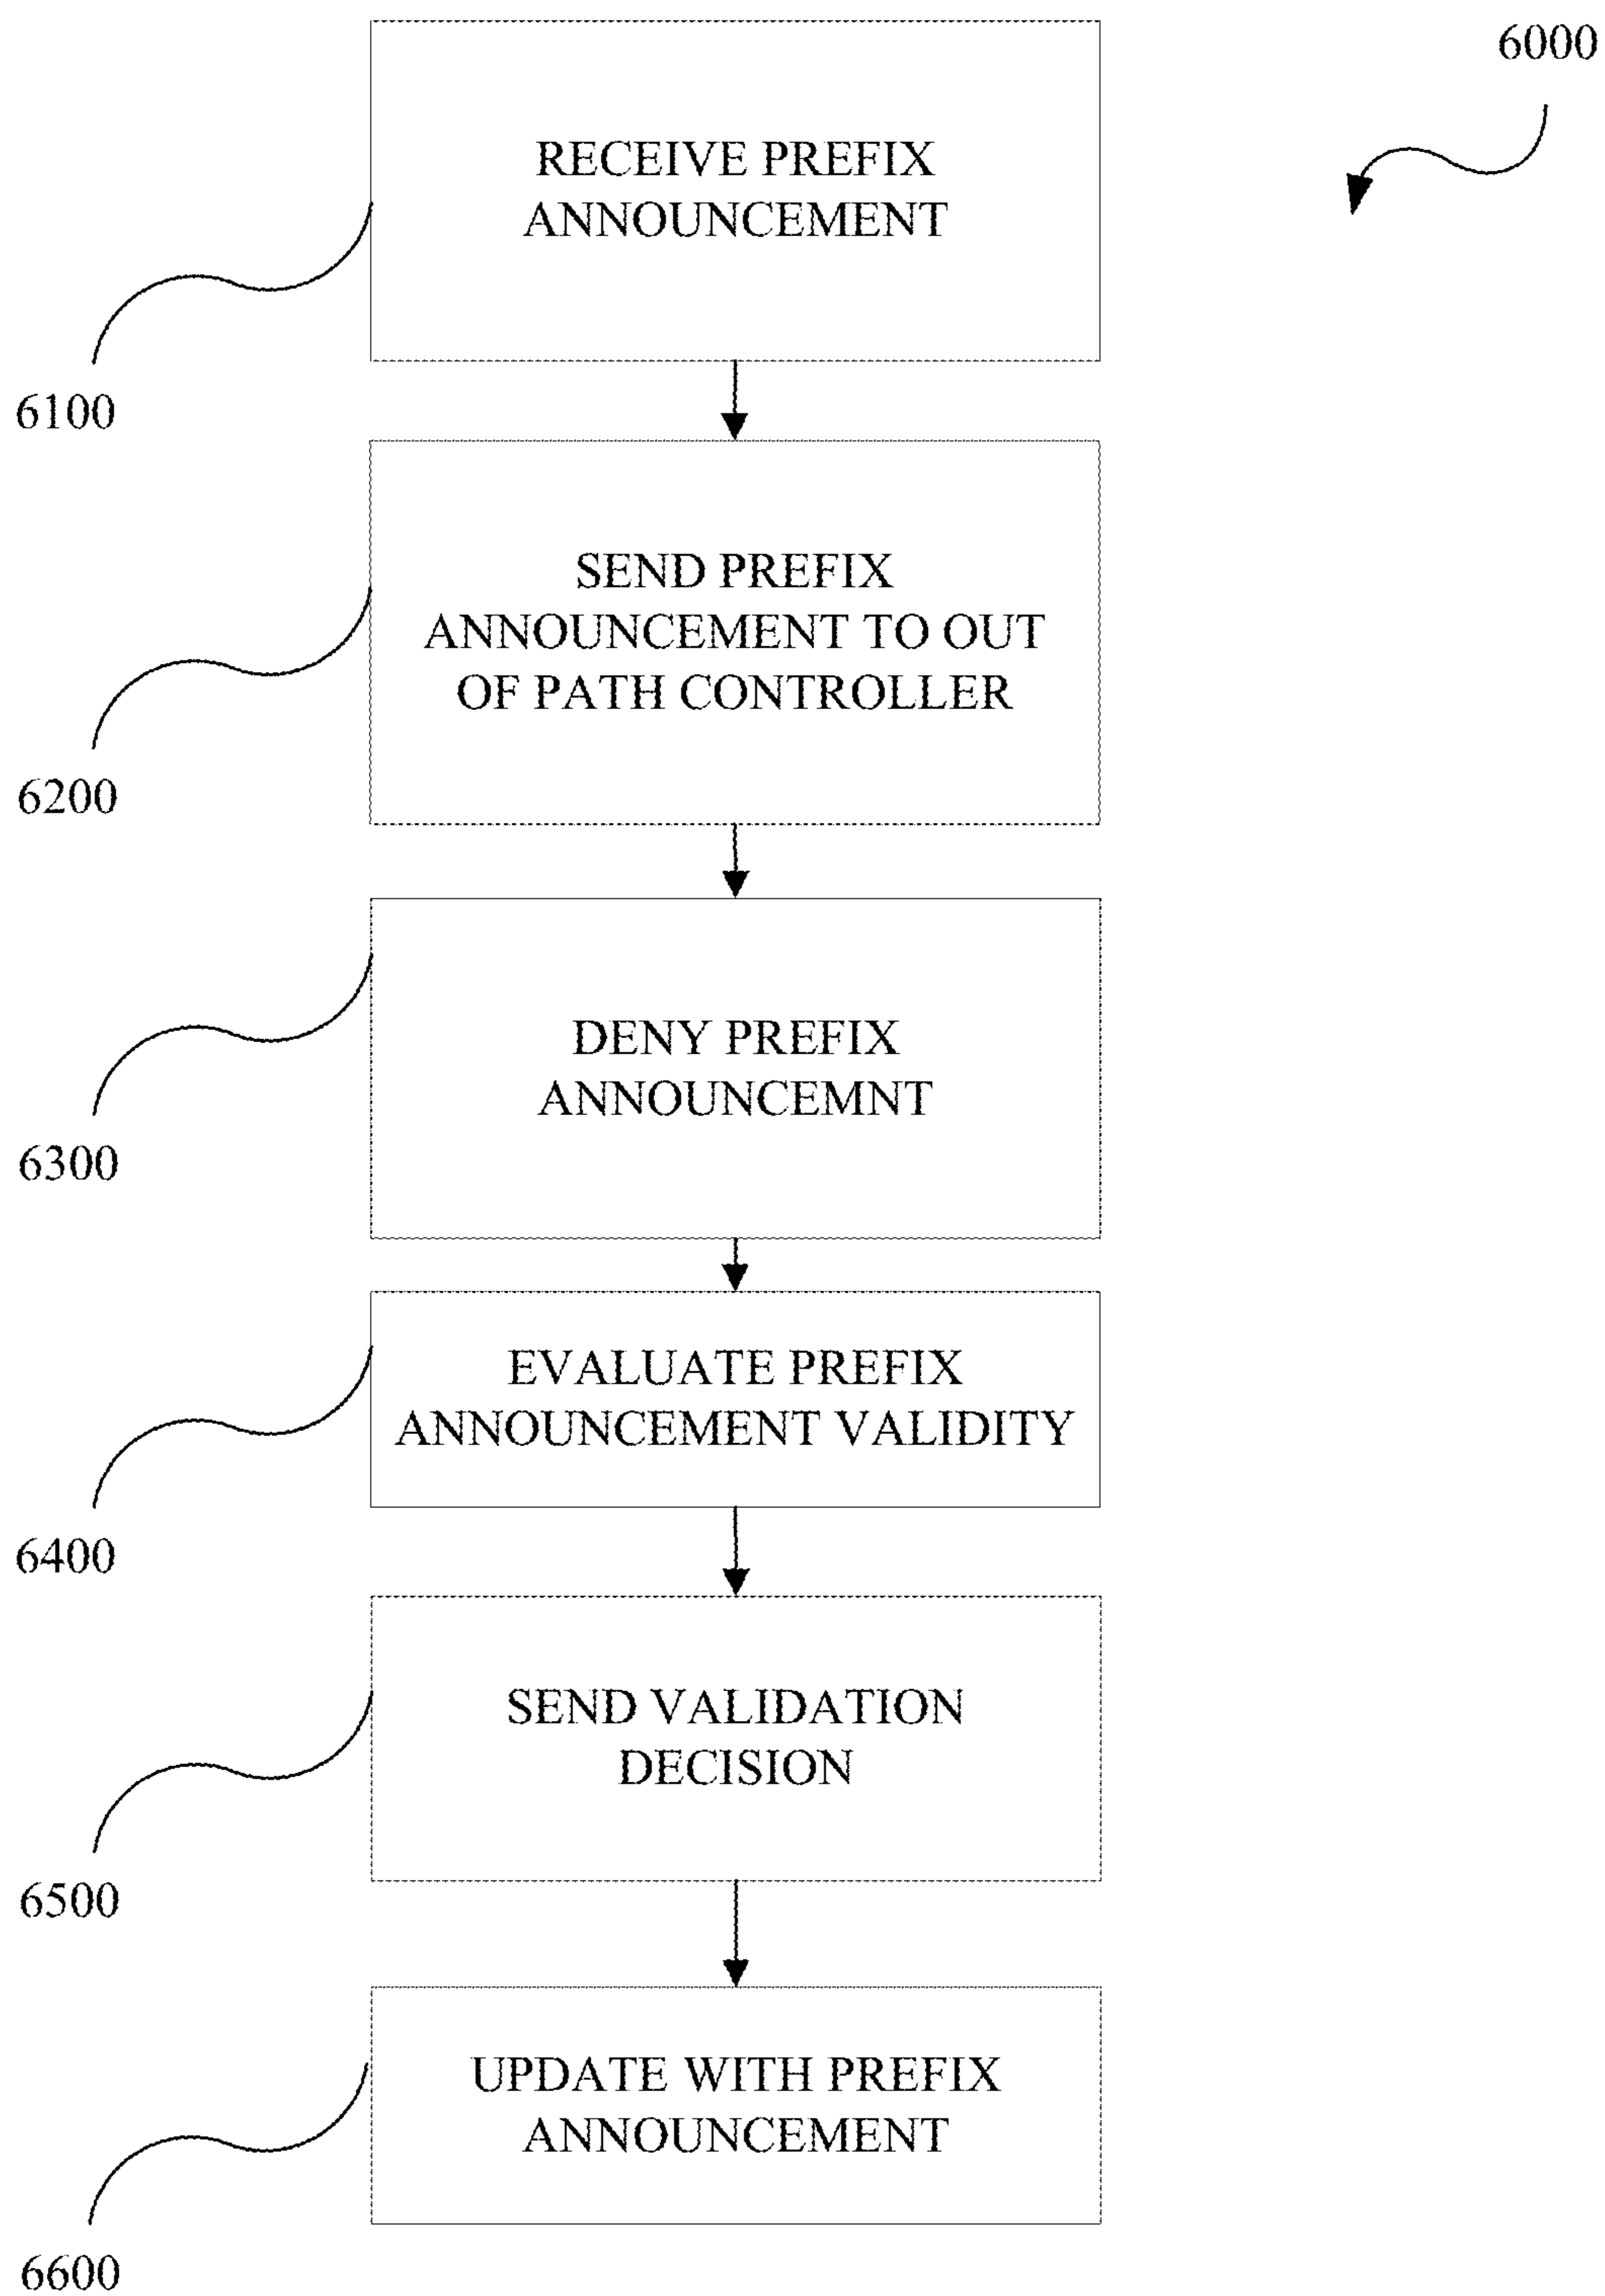 6000
RECEIVE PREFIX
ANNOUNCEMENT
6100
SEND PREFIX
ANNOUNCEMENT TO OUT
OF PATH CONTROLLER
6200
DENY PREFIX
ANNOUNCEMNT
6300
EVALUATE PREFIX
ANNOUNCEMENT VALIDITY
6400
SEND VALIDATION
DECISION
6500
UPDATE WITH PREFIX
ANNOUNCEMENT
6600